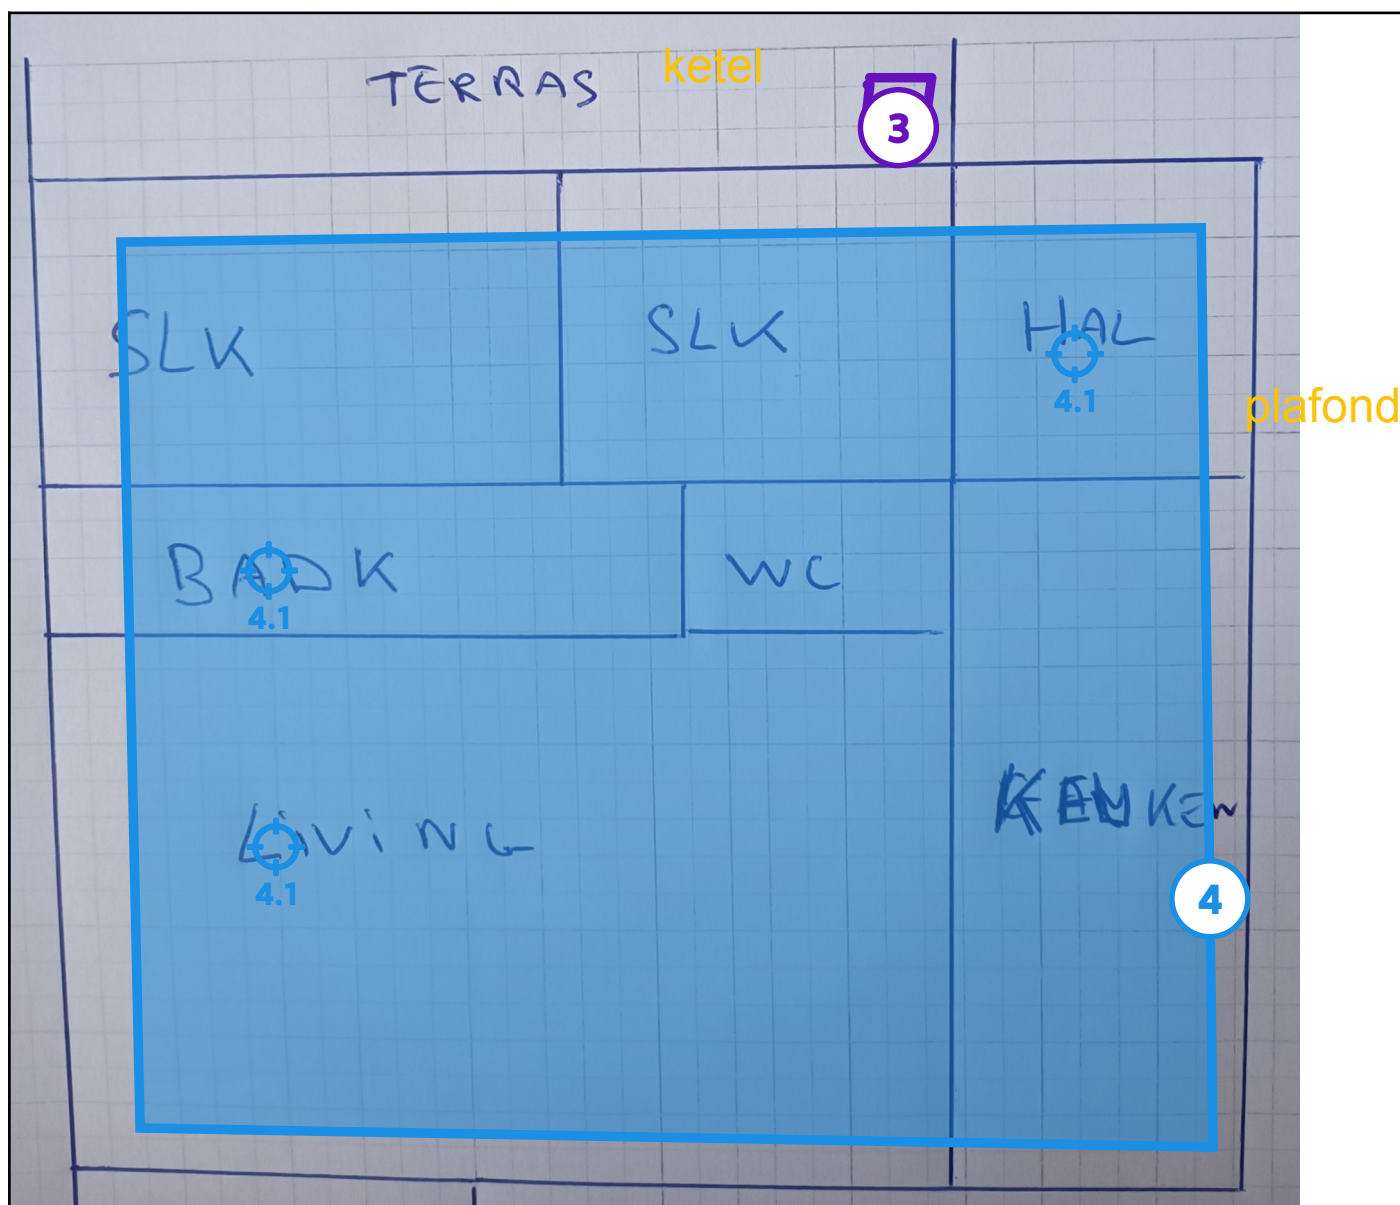 TERRAS
ketel
3
SLK
SLK
HAL
4.1
plafond
BADK
4.1
WC
LIVING
4.1
KEUKEN
4